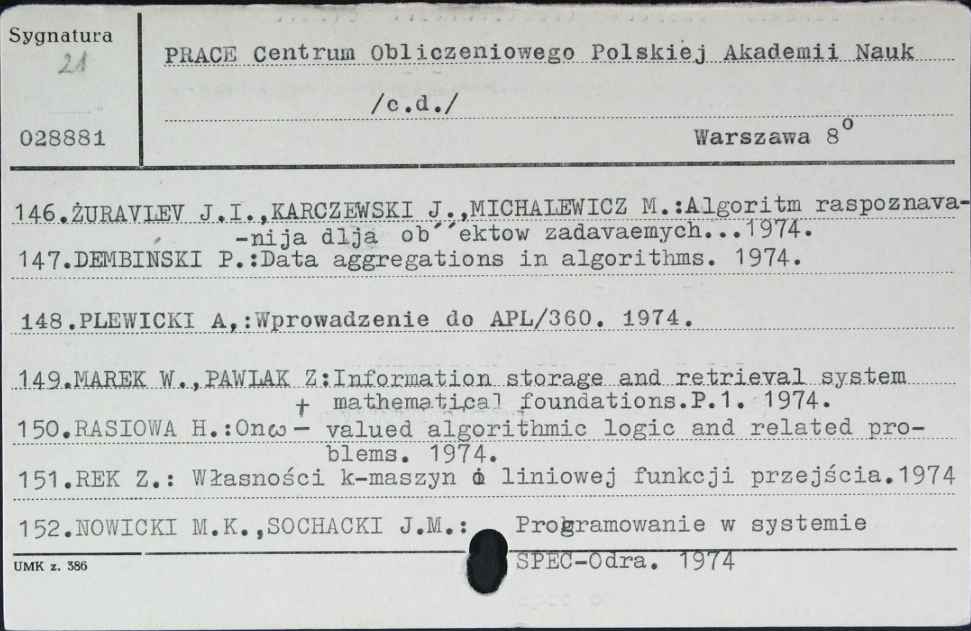 Sygnatura
21
PRACE Centrum Obliczeniowego Polskiej Akademii Nauk
/c.d./
028881
Warszawa 8⁰
146.ŻURAVLEV J.I.,KARCZEWSKI J.,MICHALEWICZ M.:Algoritm raspoznava-
-nija dlja ob´´ektow zadavaemych...1974.
147.DEMBIŃSKI P.:Data aggregations in algorithms. 1974.
148.PLEWICKI A,:Wprowadzenie do APL/360. 1974.
149.MAREK W.,PAWLAK Z:Information storage and retrieval system
+ mathematical foundations.P.1. 1974.
150.RASIOWA H.:Onω — valued algorithmic logic and related pro-
blems. 1974.
151.REK Z.: Własności k-maszyn o liniowej funkcji przejścia.1974
152.NOWICKI M.K.,SOCHACKI J.M.: Programowanie w systemie
SPEC-Odra. 1974
UMK z. 386